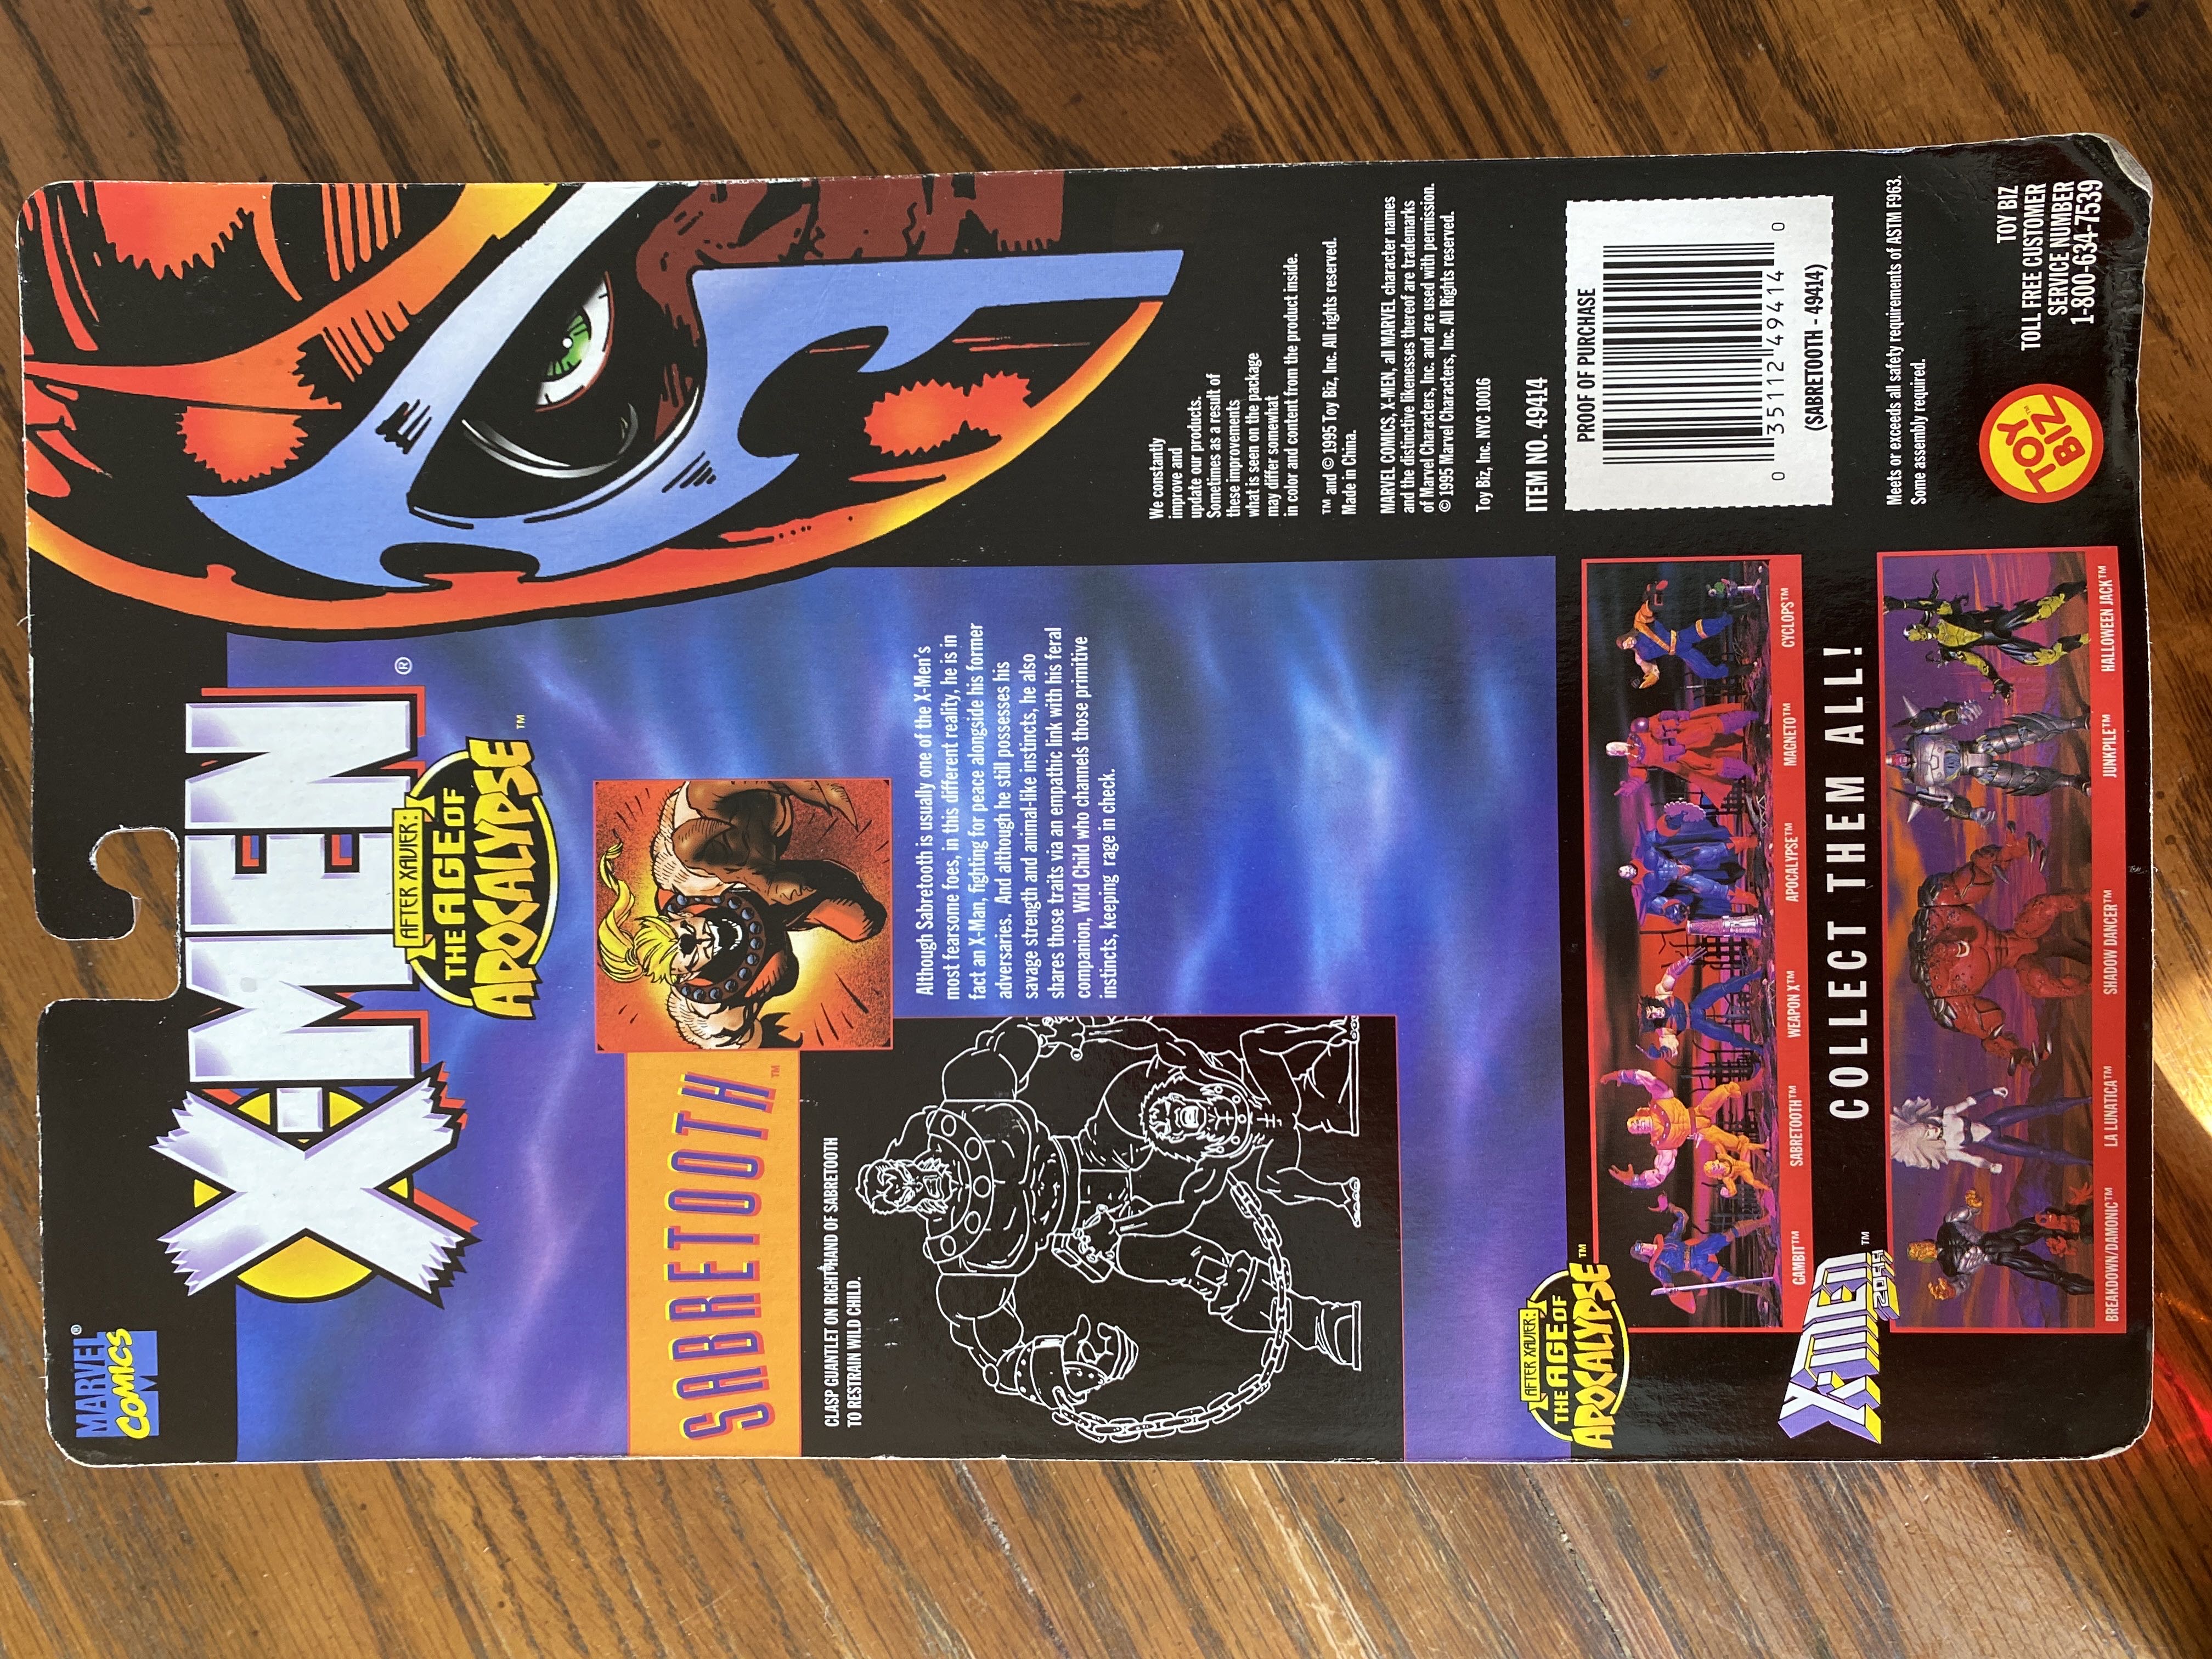 MARVEL®
COMICS
X-MEN®
AFTER XAVIER:
THE AGE OF
APOCALYPSE™
SABRETOOTH™
CLASP GUANTLET ON RIGHT HAND OF SABRETOOTH
TO RESTRAIN WILD CHILD.
Although Sabretooth is usually one of the X-Men's
most fearsome foes, in this different reality, he is in
fact an X-Man, fighting for peace alongside his former
adversaries. And although he still possesses his
savage strength and animal-like instincts, he also
shares those traits via an empathic link with his feral
companion, Wild Child who channels those primitive
instincts, keeping rage in check.
We constantly
improve and
update our products.
Sometimes as a result of
these improvements
what is seen on the package
may differ somewhat
in color and content from the product inside.
™ and © 1995 Toy Biz, Inc. All rights reserved.
Made in China.
MARVEL COMICS, X-MEN, all MARVEL character names
and the distinctive likenesses thereof are trademarks
of Marvel Characters, Inc. and are used with permission.
© 1995 Marvel Characters, Inc. All Rights reserved.
Toy Biz, Inc. NYC 10016
ITEM NO. 49414
PROOF OF PURCHASE
0 35112 49414 0
(SABRETOOTH - 49414)
AFTER XAVIER:
THE AGE OF
APOCALYPSE™
GAMBIT™ SABRETOOTH™ WEAPON X™ APOCALYPSE™ MAGNETO™ CYCLOPS™
COLLECT THEM ALL!
X-MEN™
2099
BREAKDOWN/DAMONIC™ LA LUNATICA™ SHADOW DANCER™ JUNKPILE™ HALLOWEEN JACK™
Meets or exceeds all safety requirements of ASTM F963.
Some assembly required.
TOY BIZ™
TOY BIZ
TOLL FREE CUSTOMER
SERVICE NUMBER
1-800-634-7539